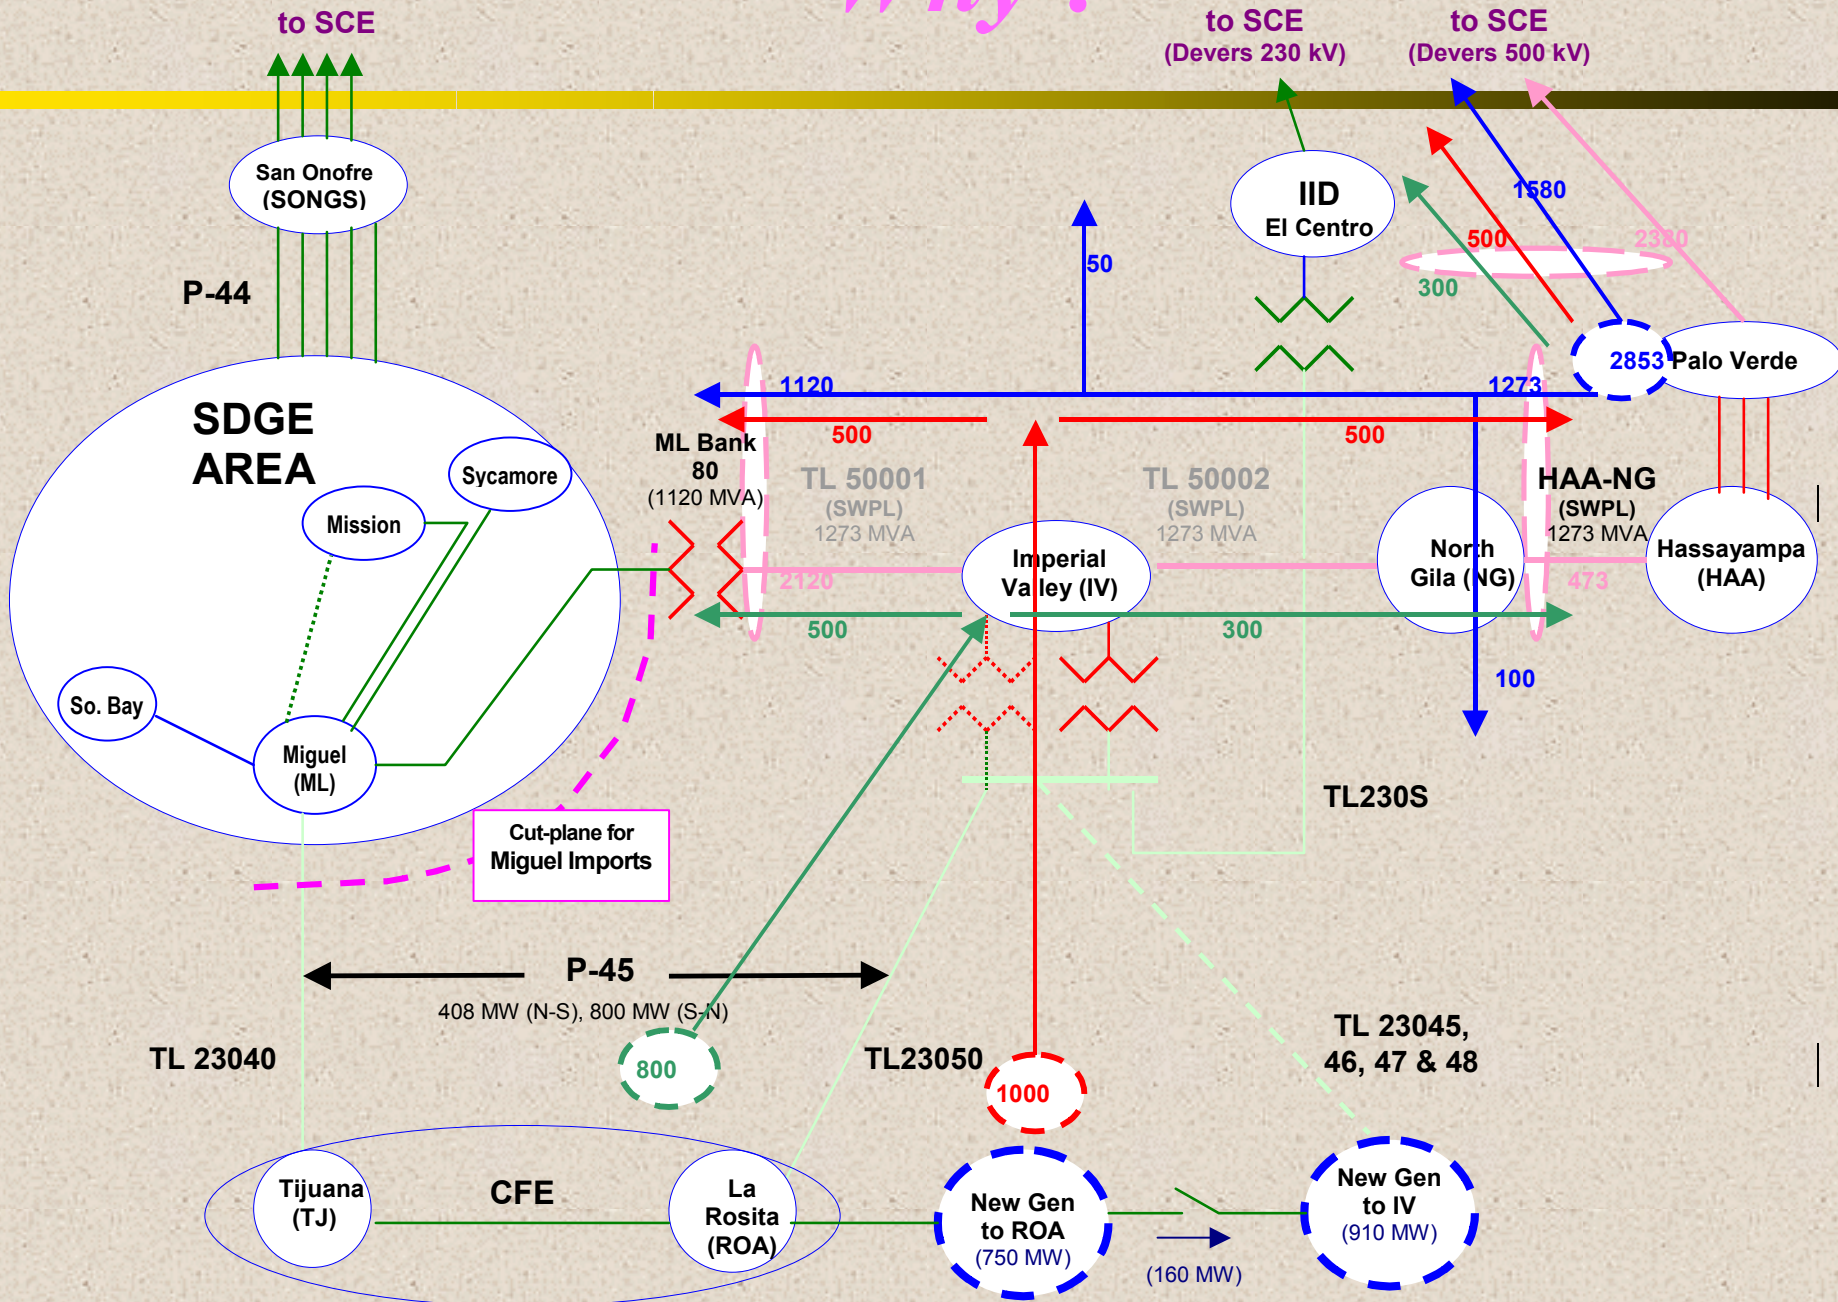 Why ?
to SCE
to SCE
(Devers 230 kV)
to SCE
(Devers 500 kV)
San Onofre
(SONGS)
IID
El Centro
1580
500
2380
50
300
P-44
2853
Palo Verde
1120
1273
SDGE
AREA
500
500
ML Bank
80
(1120 MVA)
TL 50001
(SWPL)
1273 MVA
TL 50002
(SWPL)
1273 MVA
HAA-NG
(SWPL)
1273 MVA
Sycamore
Mission
Imperial
Valley (IV)
North
Gila (NG)
Hassayampa
(HAA)
2120
473
500
300
So. Bay
100
Miguel
(ML)
TL230S
Cut-plane for
Miguel Imports
P-45
408 MW (N-S), 800 MW (S-N)
TL 23040
800
TL23050
1000
TL 23045,
46, 47 & 48
Tijuana
(TJ)
CFE
La
Rosita
(ROA)
New Gen
to ROA
(750 MW)
(160 MW)
New Gen
to IV
(910 MW)